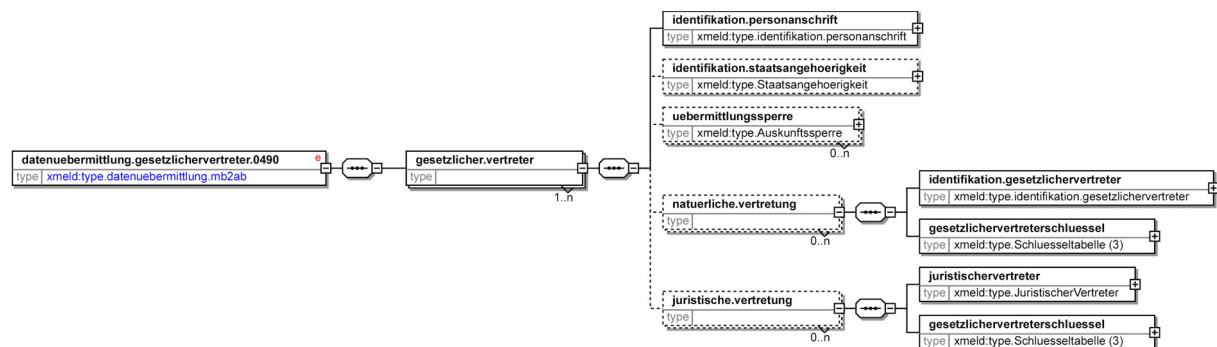 identifikation.personanschrift
type xmeld:type.identifikation.personanschrift
identifikation.staatsangehoerigkeit
type xmeld:type.Staatsangehoerigkeit
uebermittlungssperre
type xmeld:type.Auskunftssperre
0..n
datenuebermittlung.gesetzlichervertreter.0490 e
type xmeld:type.datenuebermittlung.mb2ab
gesetzlicher.vertreter
type
1..n
natuerliche.vertretung
type
0..n
identifikation.gesetzlichervertreter
type xmeld:type.identifikation.gesetzlichervertreter
gesetzlichervertreterschluessel
type xmeld:type.Schluesseltabelle (3)
juristische.vertretung
type
0..n
juristischervertreter
type xmeld:type.JuristischerVertreter
gesetzlichervertreterschluessel
type xmeld:type.Schluesseltabelle (3)